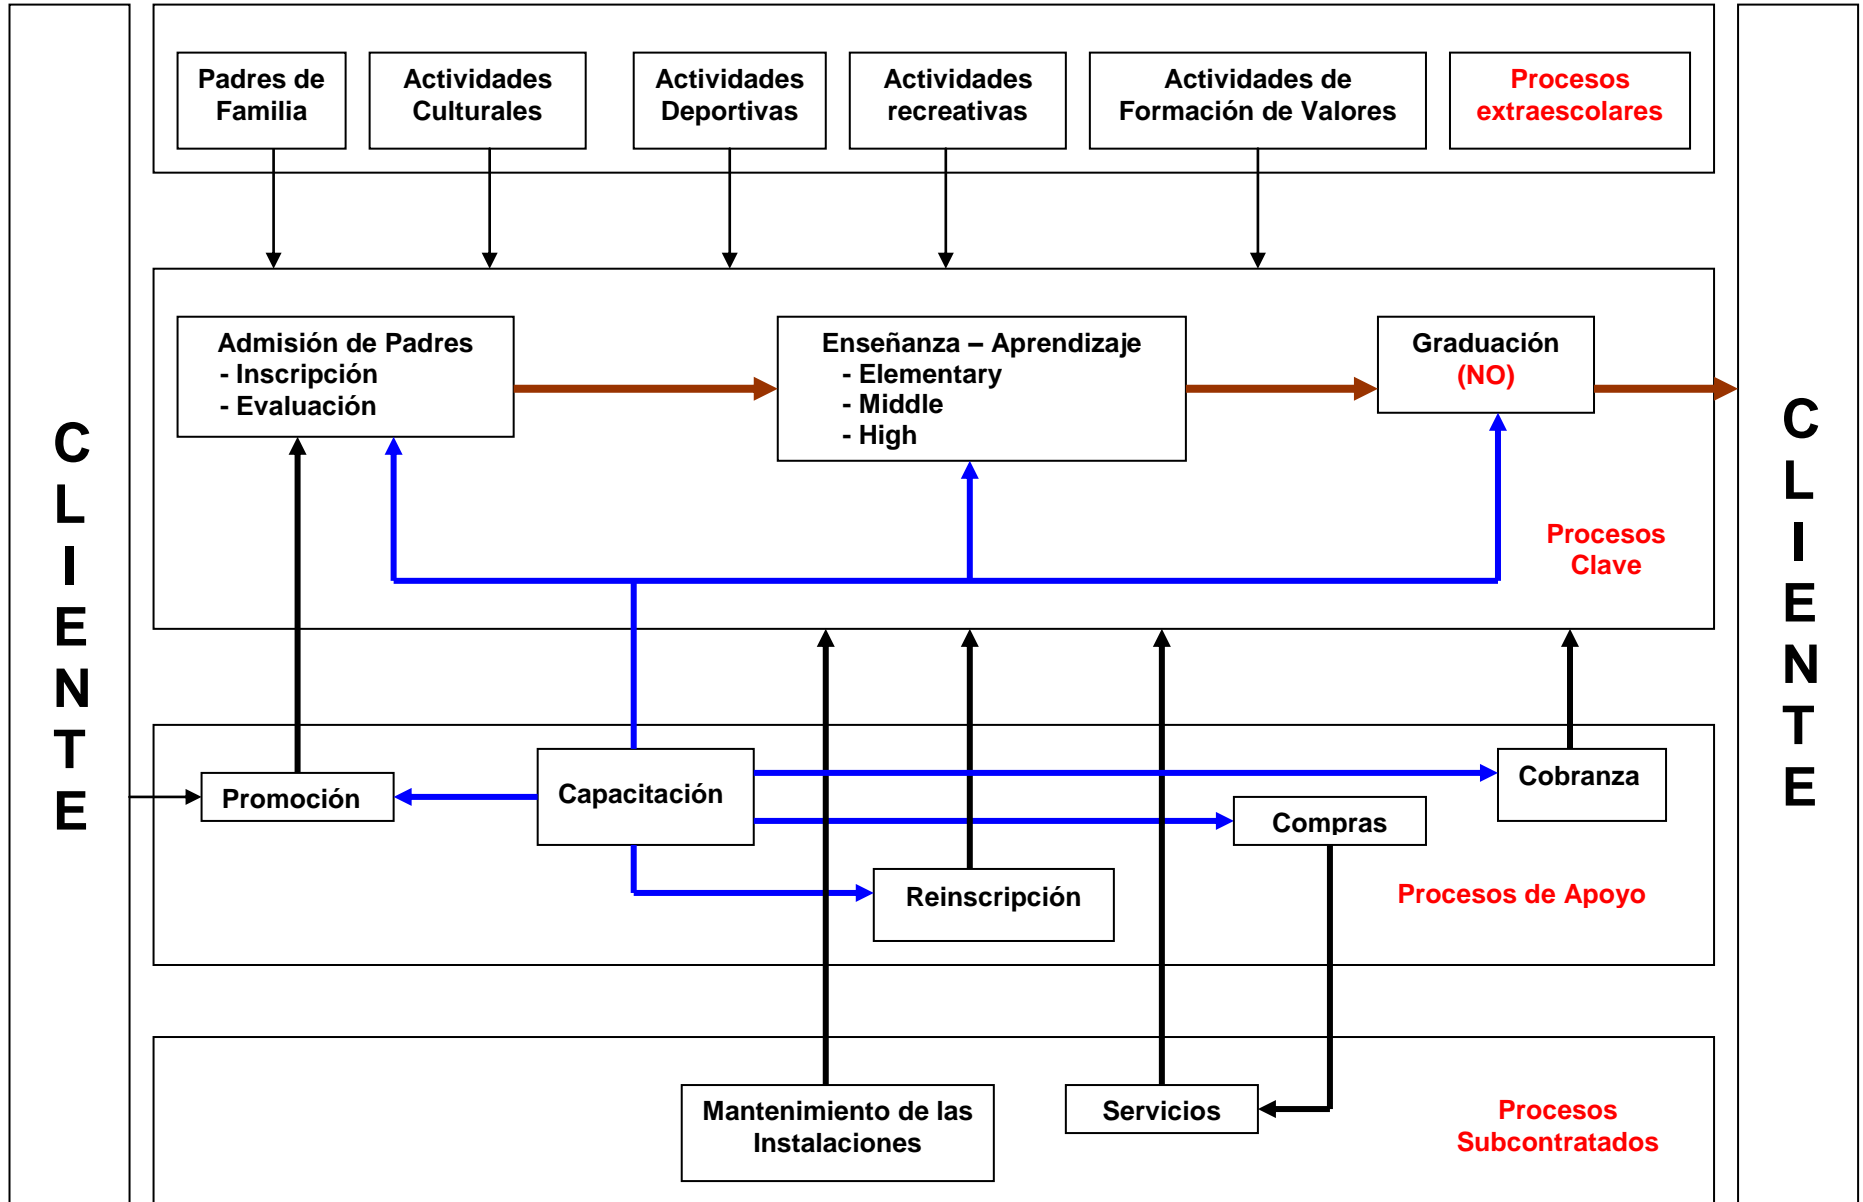 Padres de
Familia
Actividades
Culturales
Actividades
Deportivas
Actividades
recreativas
Actividades de
Formación de Valores
Procesos
extraescolares
Admisión de Padres
- Inscripción
- Evaluación
Enseñanza – Aprendizaje
- Elementary
- Middle
- High
Graduación
(NO)
Procesos
Clave
C
L
I
E
N
T
E
C
L
I
E
N
T
E
Promoción
Capacitación
Cobranza
Compras
Reinscripción
Procesos de Apoyo
Mantenimiento de las
Instalaciones
Servicios
Procesos
Subcontratados